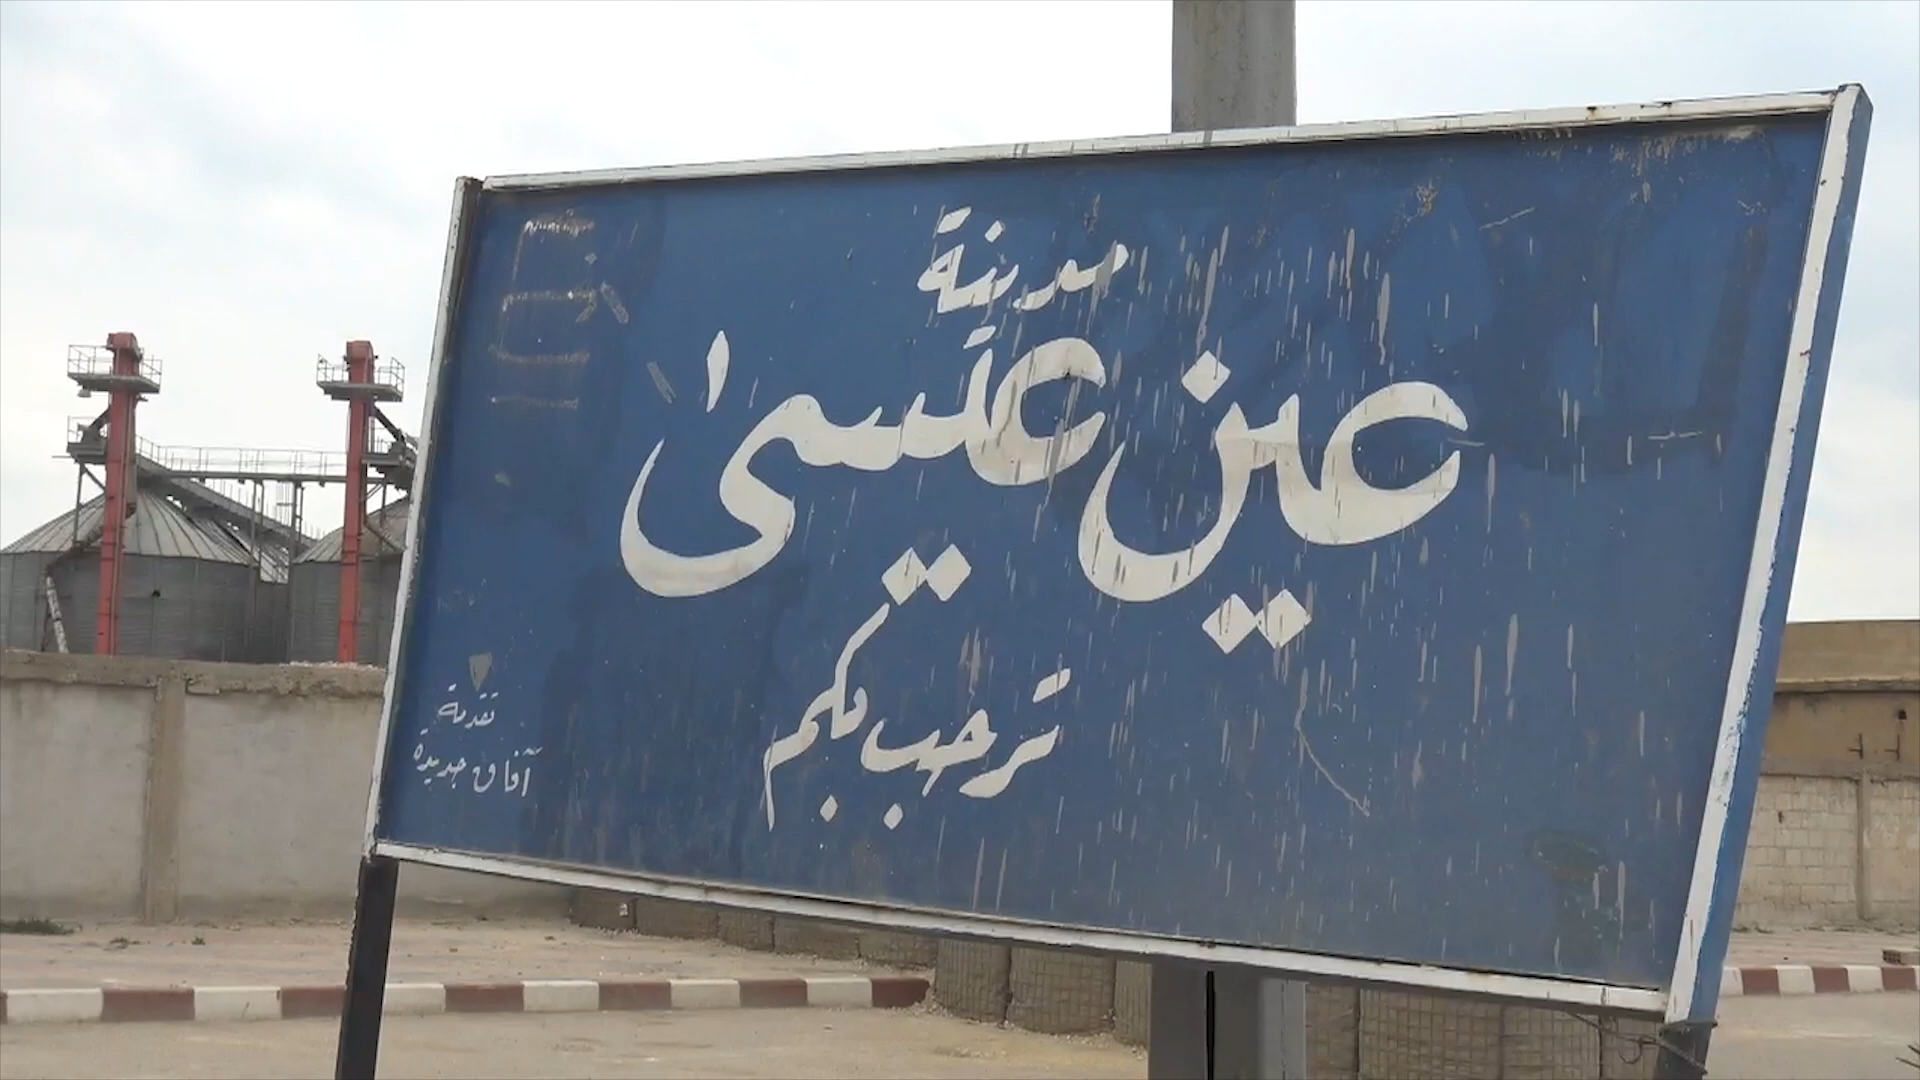 مدينة
عين عيسى
ترحب بكم
تقدمة
آفاق جديدة